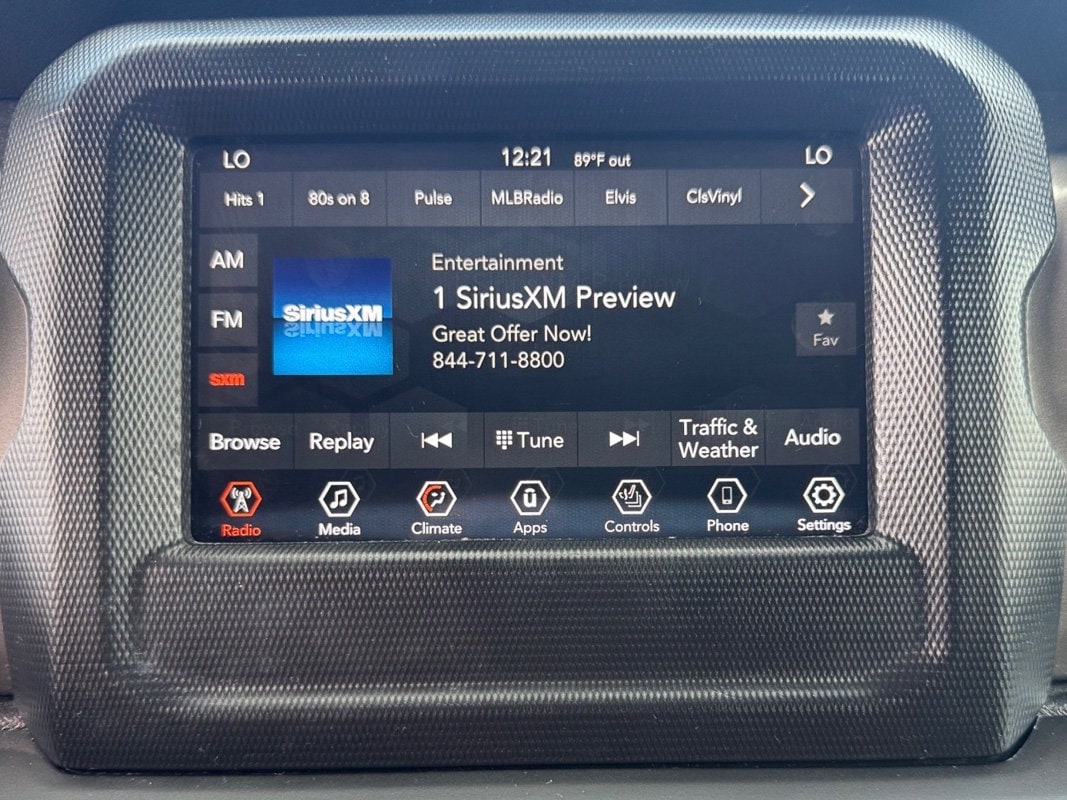 LO 12:21 89°F out LO
Hits 1 80s on 8 Pulse MLBRadio Elvis ClsVinyl
AM
FM
sxm
SiriusXM
Entertainment
1 SiriusXM Preview
Great Offer Now!
844-711-8800
Fav
Browse Replay Tune Traffic &
Weather Audio
Radio Media Climate Apps Controls Phone Settings